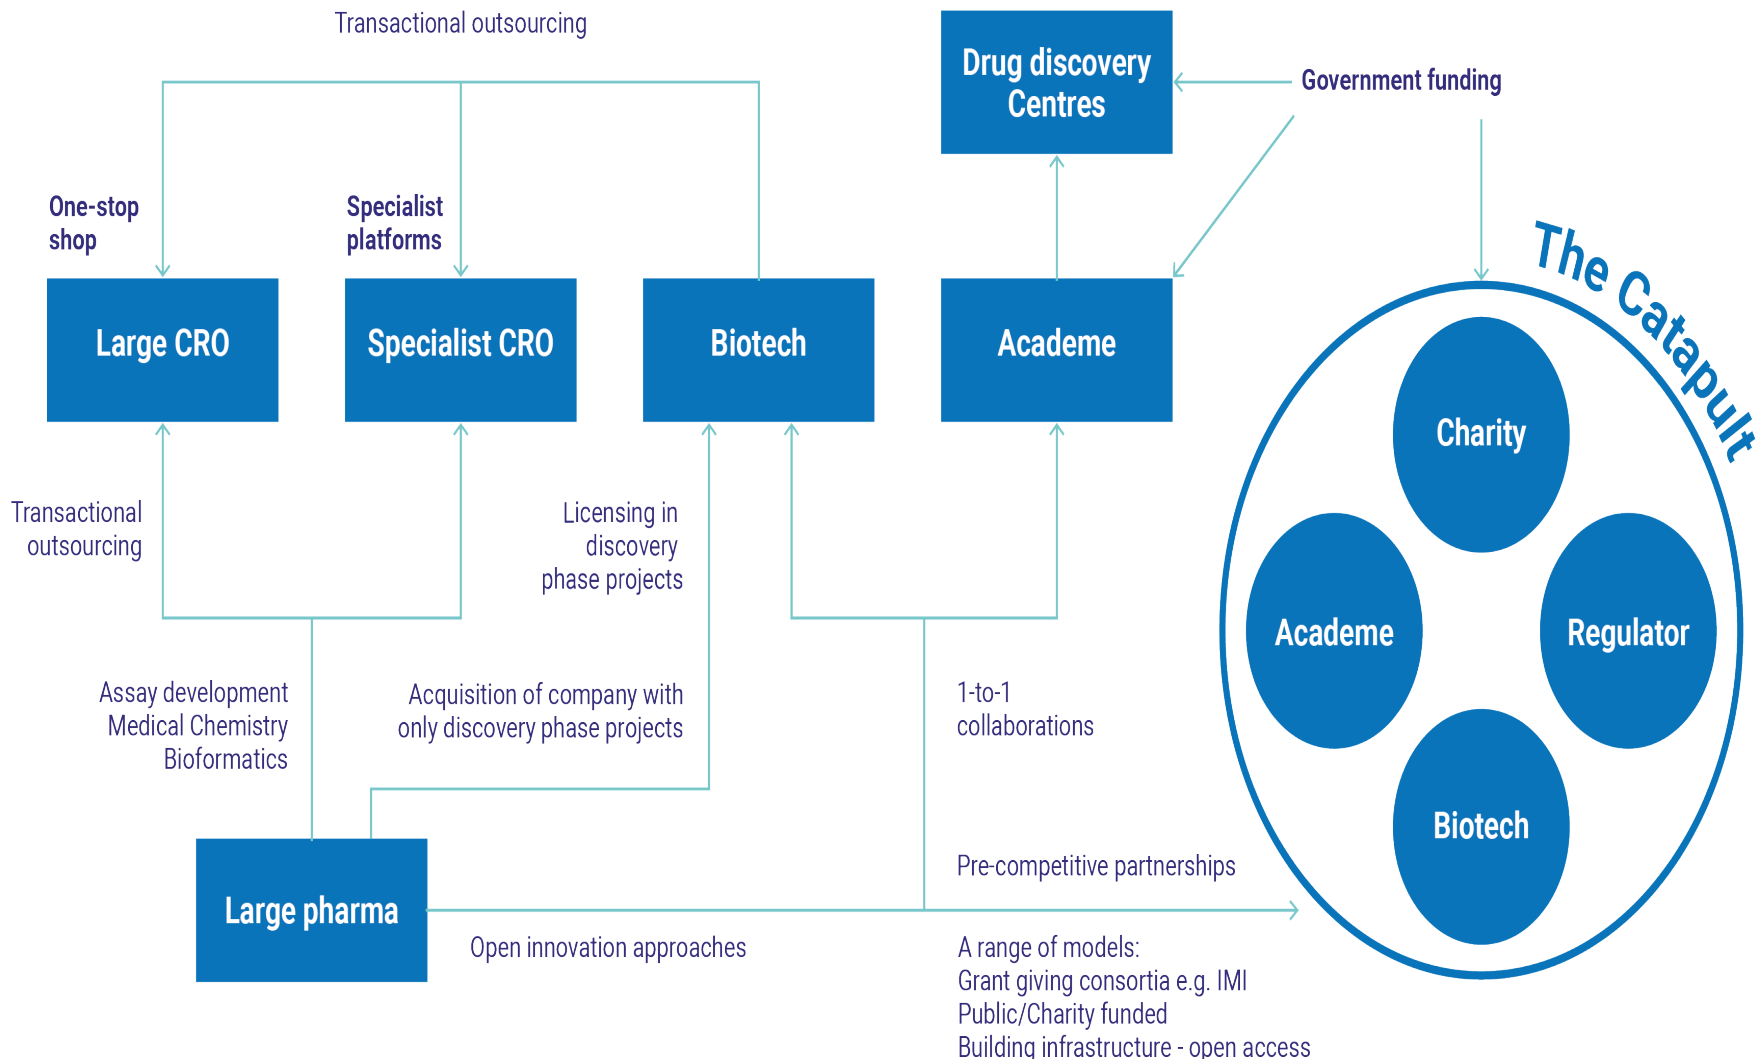 Transactional outsourcing
Drug discovery
Centres
Government funding
One-stop
shop
Specialist
platforms
The Catapult
Large CRO
Specialist CRO
Biotech
Academe
Charity
Academe
Regulator
Biotech
Transactional
outsourcing
Licensing in
discovery
phase projects
Assay development
Medical Chemistry
Bioformatics
Acquisition of company with
only discovery phase projects
1-to-1
collaborations
Large pharma
Pre-competitive partnerships
Open innovation approaches
A range of models:
Grant giving consortia e.g. IMI
Public/Charity funded
Building infrastructure - open access